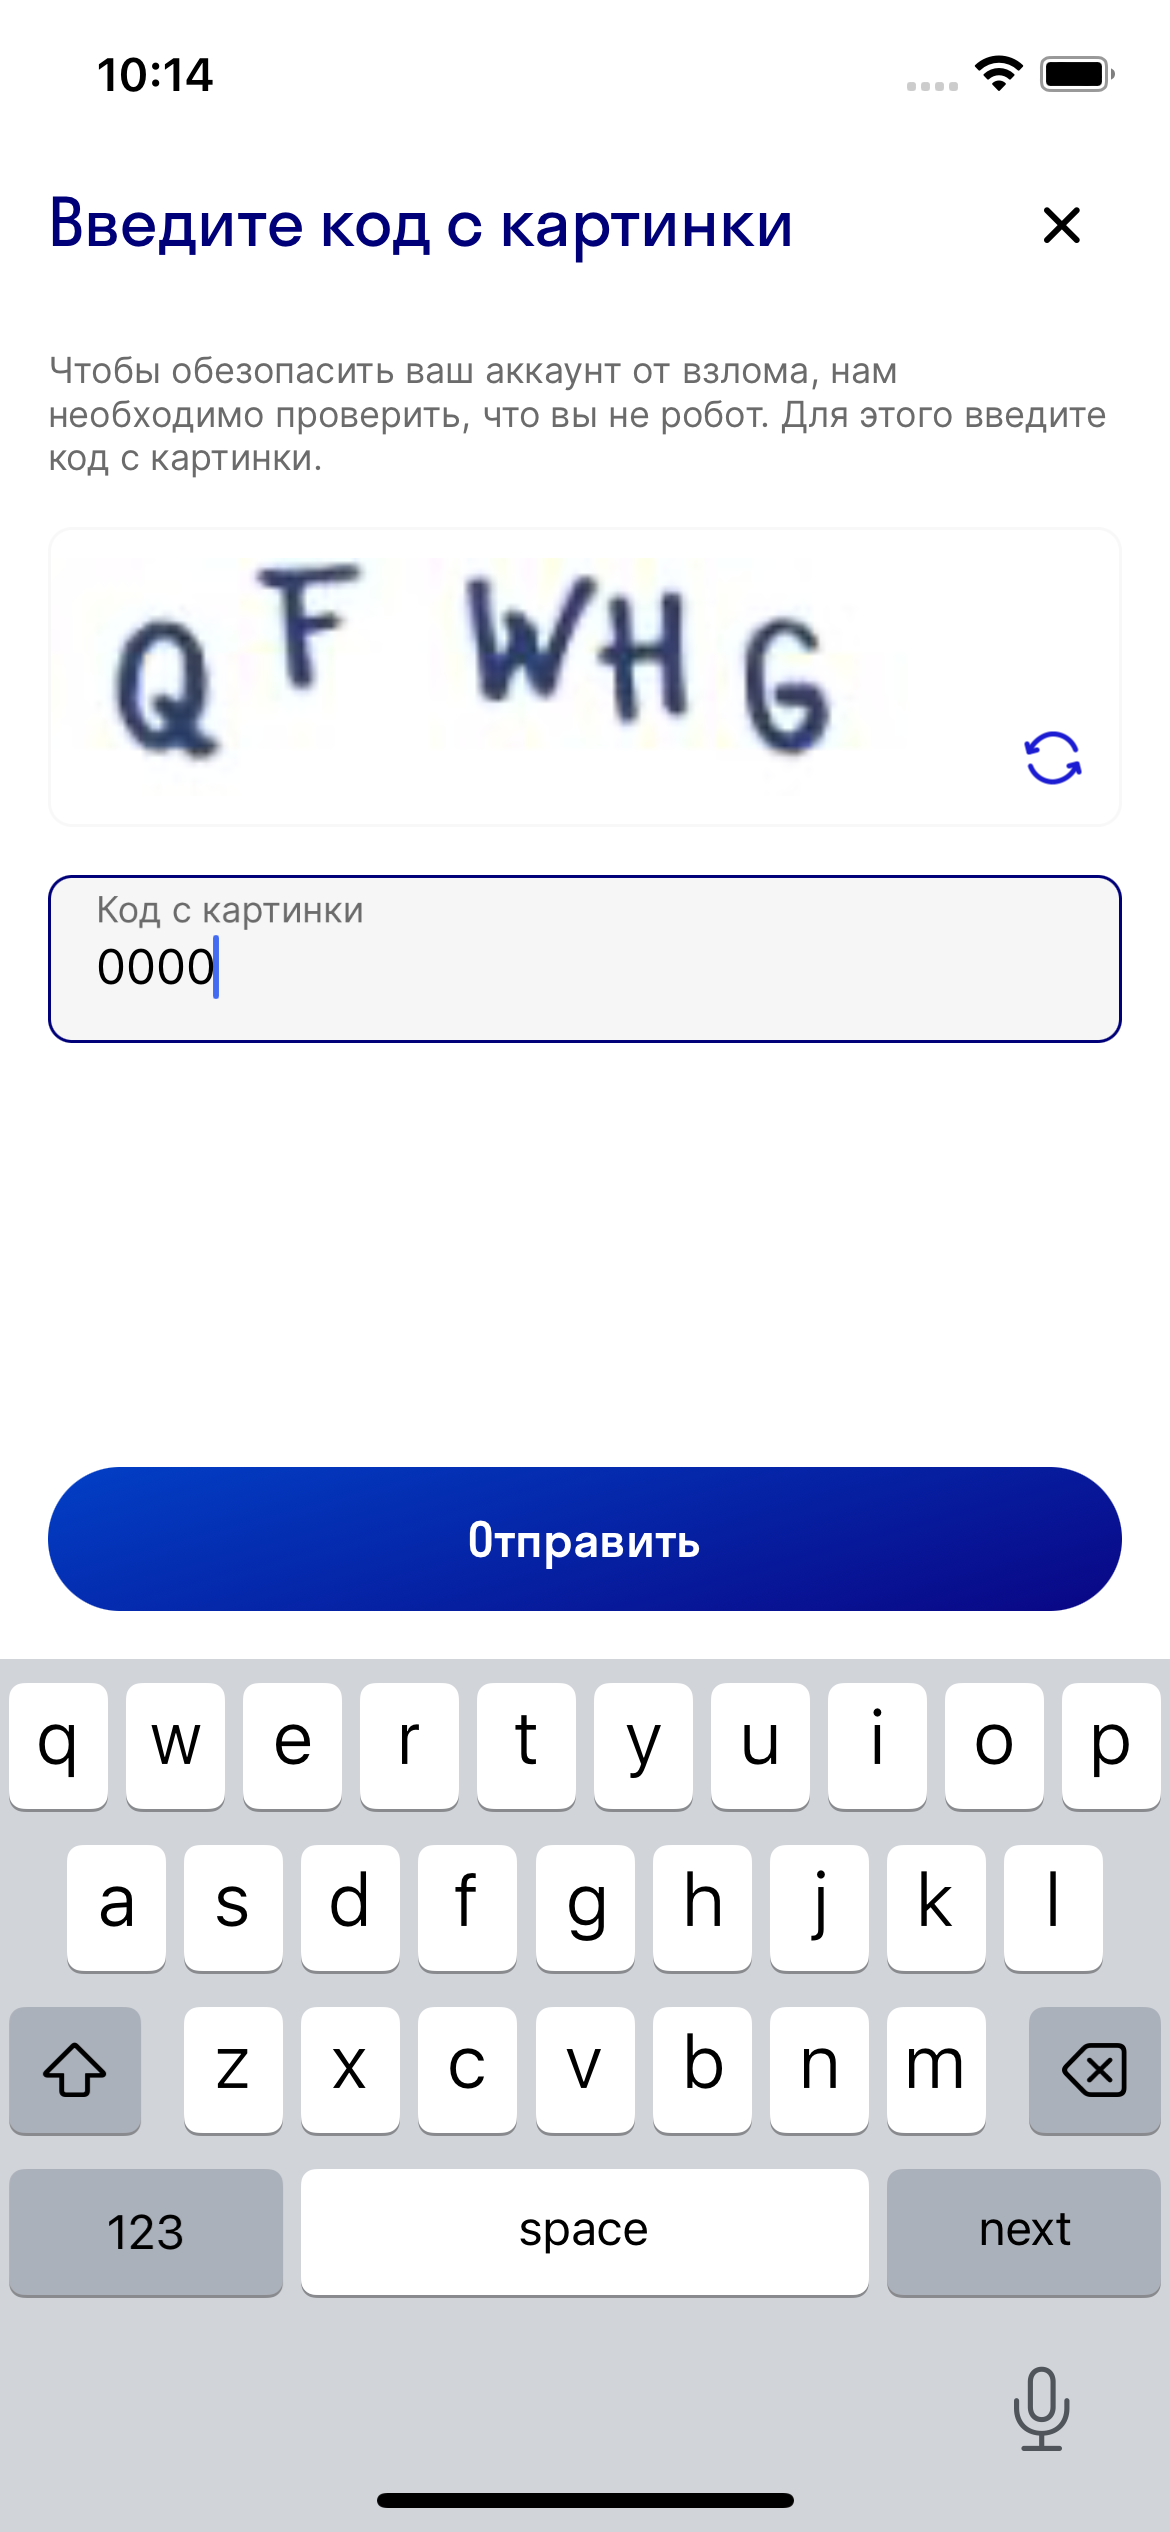 10:14
Введите код с картинки
Чтобы обезопасить ваш аккаунт от взлома, нам
необходимо проверить, что вы не робот. Для этого введите
код с картинки.
Q F W H G
Код с картинки
0000
Отправить
q w e r t y u i o p
a s d f g h j k l
z x c v b n m
123 space next